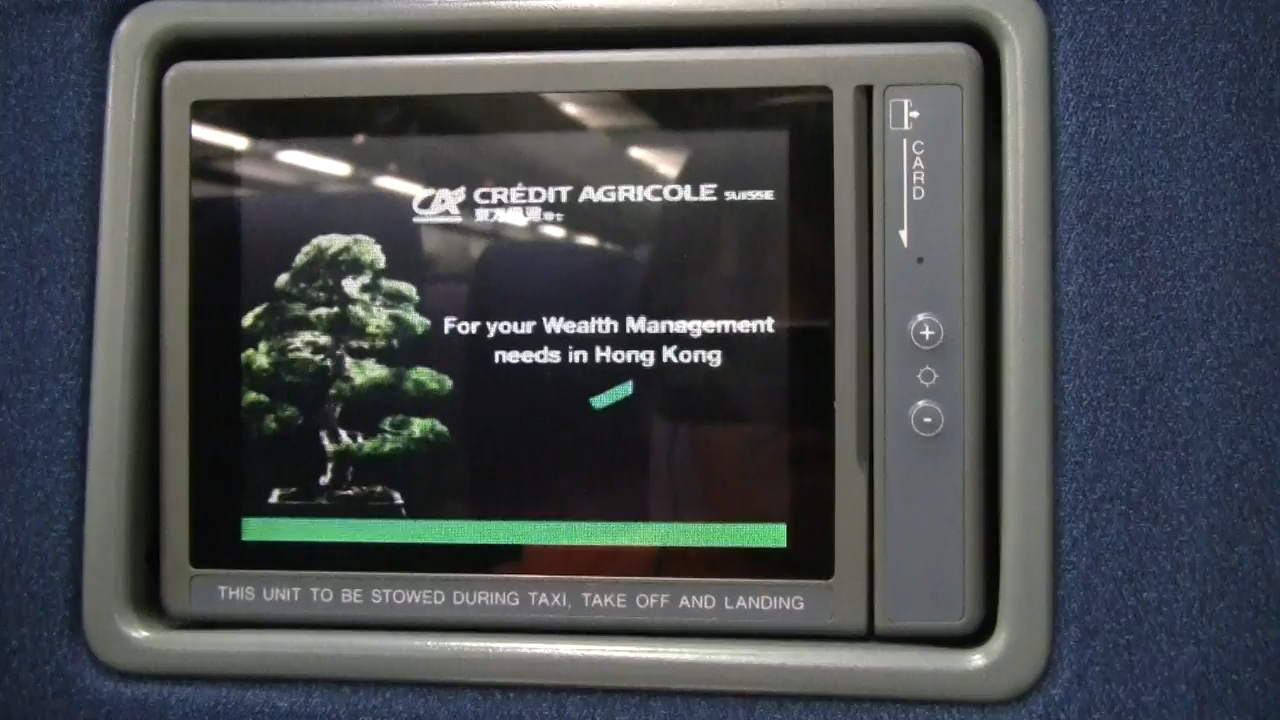 CA CRÉDIT AGRICOLE SUISSE
For your Wealth Management
needs in Hong Kong
THIS UNIT TO BE STOWED DURING TAXI, TAKE OFF AND LANDING
CARD
+
-